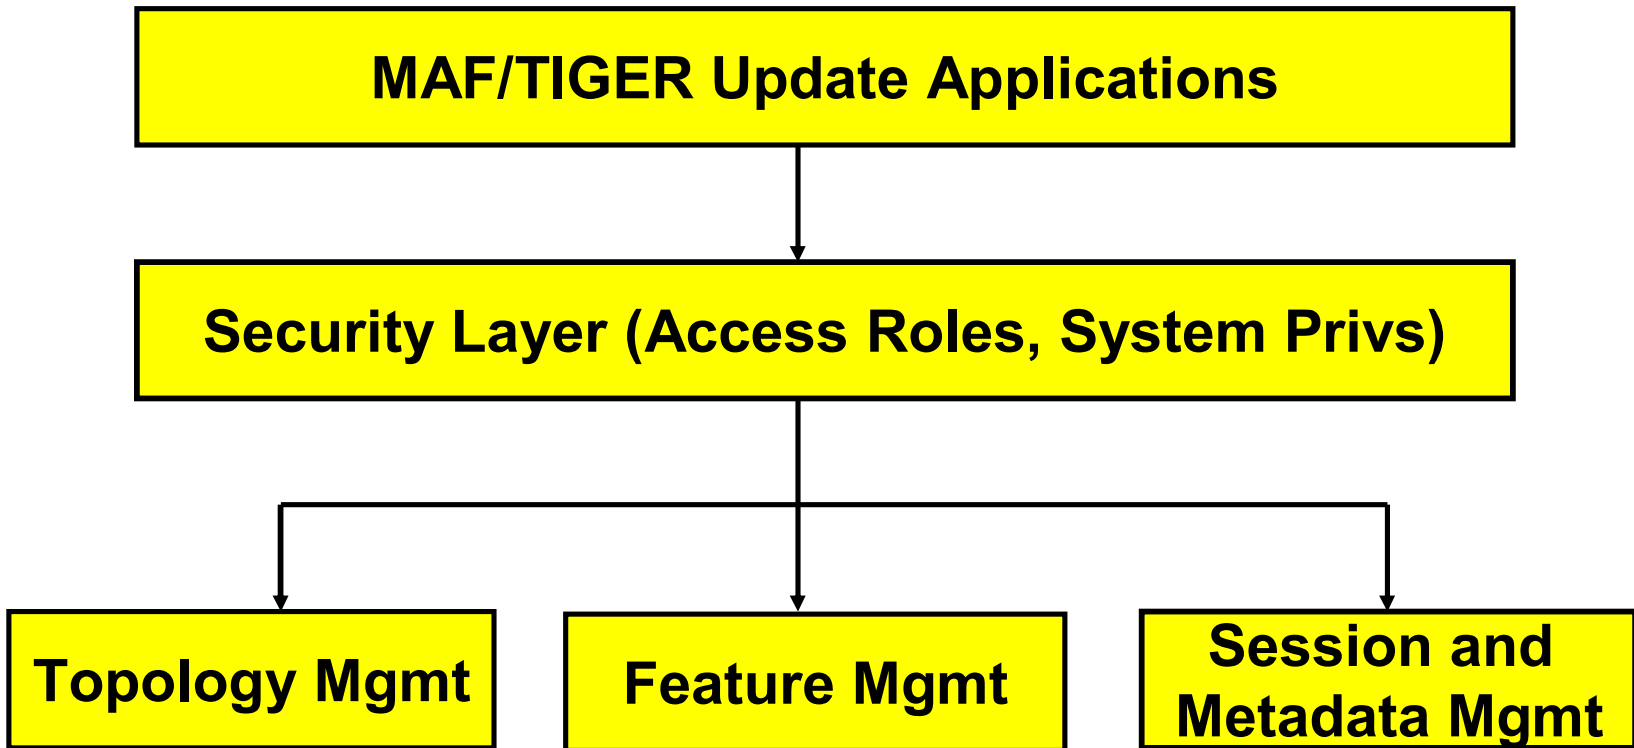 MAF/TIGER Update Applications
Security Layer (Access Roles, System Privs)
Topology Mgmt
Feature Mgmt
Session and
Metadata Mgmt